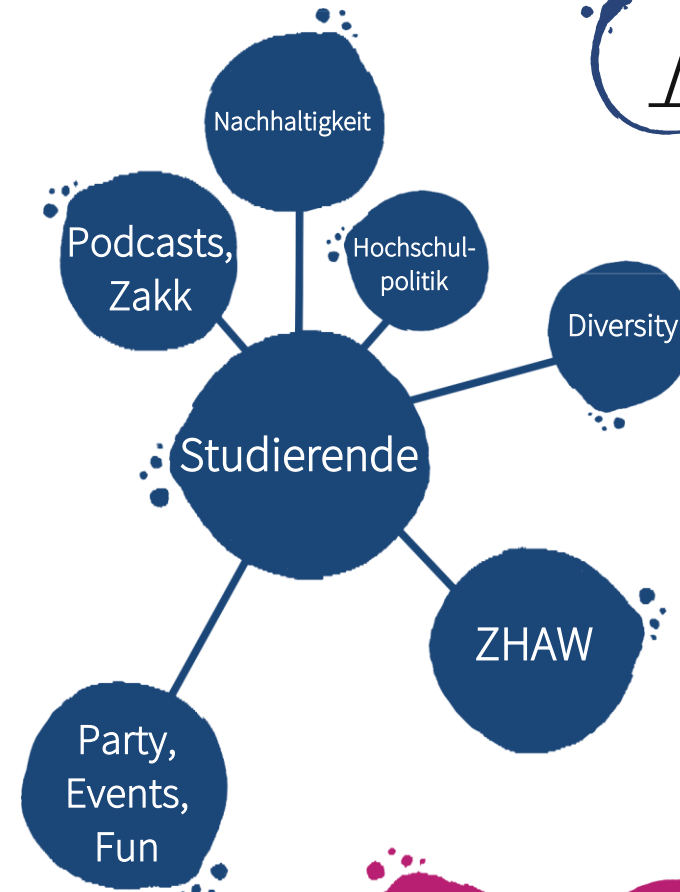 Nachhaltigkeit
Podcasts,
Zakk
Hochschul-
politik
Diversity
Studierende
ZHAW
Party,
Events,
Fun